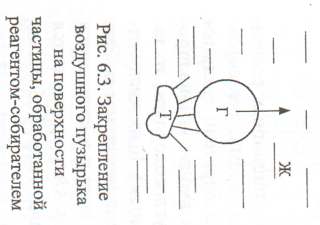 Ж
Г
Т
Рис. 6.3. Закрепление
воздушного пузырька
на поверхности
частицы, обработанной
реагентом-собирателем